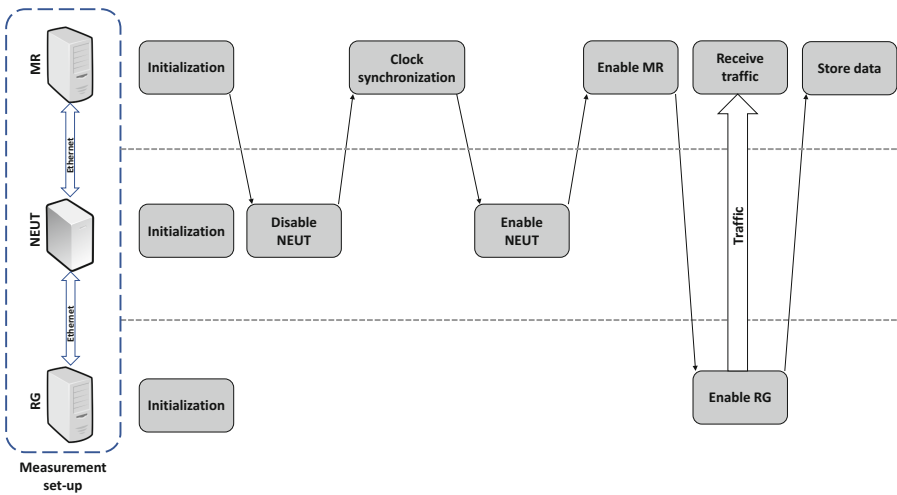 MR
Initialization
Clock
synchronization
Enable MR
Receive
traffic
Store data
Ethernet
NEUT
Initialization
Disable
NEUT
Enable
NEUT
Traffic
Ethernet
RG
Initialization
Enable RG
Measurement
set-up